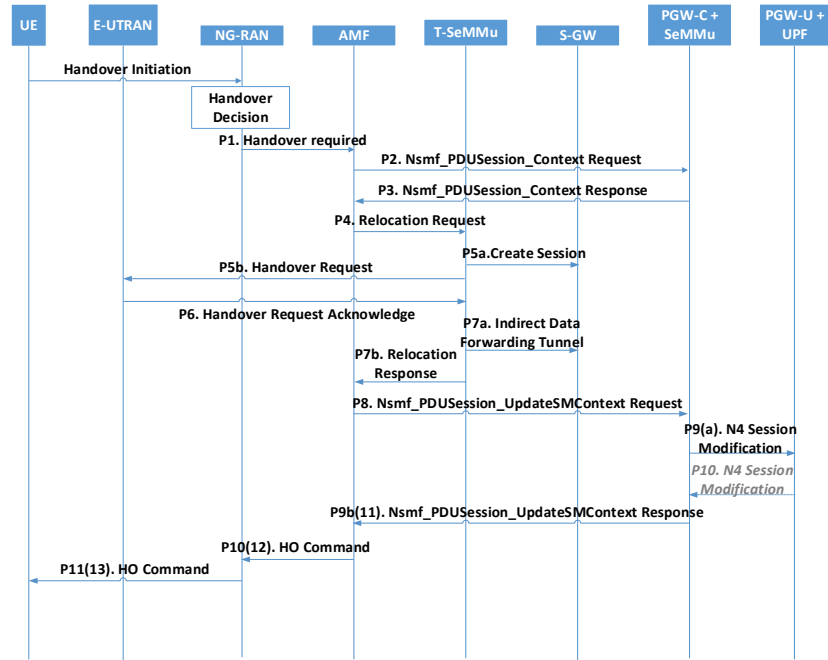 UE
E-UTRAN
NG-RAN
AMF
T-SeMMu
S-GW
PGW-C +
SeMMu
PGW-U +
UPF
Handover Initiation
Handover
Decision
P1. Handover required
P2. Nsmf_PDUSession_Context Request
P3. Nsmf_PDUSession_Context Response
P4. Relocation Request
P5a.Create Session
P5b. Handover Request
P6. Handover Request Acknowledge
P7a. Indirect Data
Forwarding Tunnel
P7b. Relocation
Response
P8. Nsmf_PDUSession_UpdateSMContext Request
P9(a). N4 Session
Modification
P10. N4 Session
Modification
P9b(11). Nsmf_PDUSession_UpdateSMContext Response
P10(12). HO Command
P11(13). HO Command